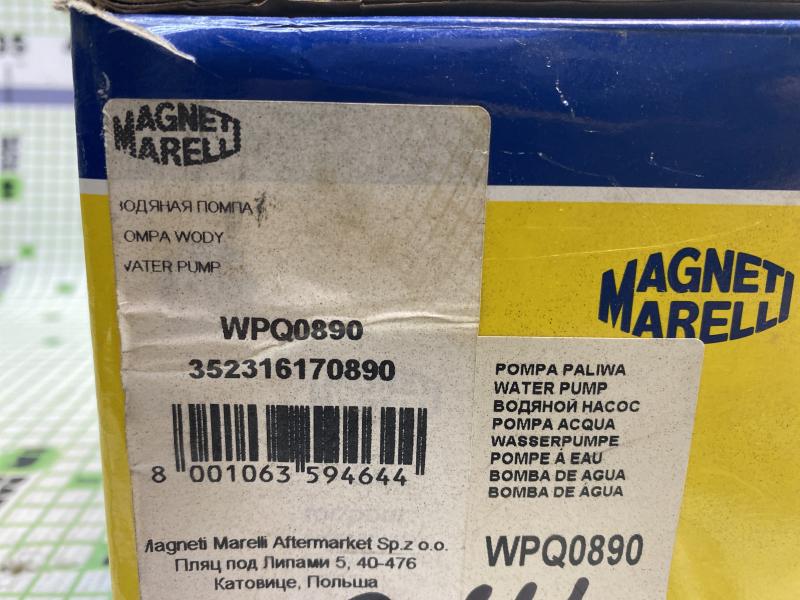 MAGNETI
MARELLI
ВОДЯНАЯ ПОМПА
OMPA WODY
WATER PUMP
WPQ0890
352316170890
8 001063 594644
Magneti Marelli Aftermarket Sp.z o.o.
Пляц под Липами 5, 40-476
Катовице, Польша
MAGNETI
MARELLI
POMPA PALIWA
WATER PUMP
ВОДЯНОЙ НАСОС
POMPA ACQUA
WASSERPUMPE
POMPE À EAU
BOMBA DE AGUA
BOMBA DE ÁGUA
WPQ0890